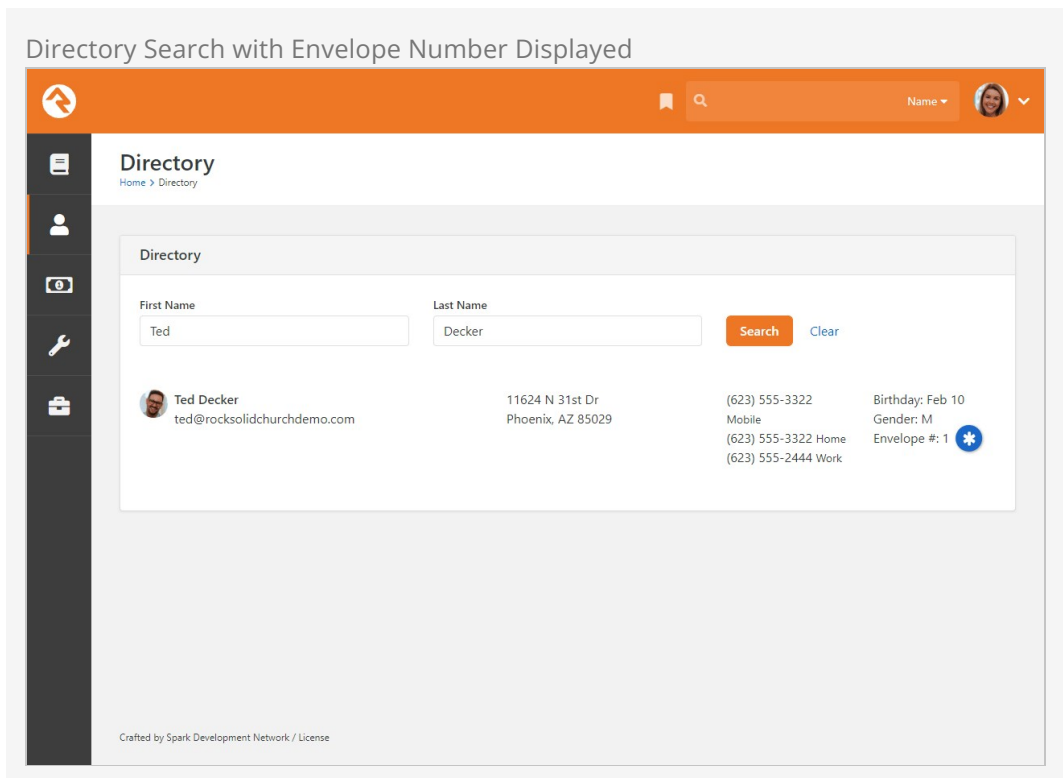 Directory Search with Envelope Number Displayed
Name
Directory
Home > Directory
Directory
First Name
Last Name
Ted
Decker
Search
Clear
Ted Decker
ted@rocksolidchurchdemo.com
11624 N 31st Dr
Phoenix, AZ 85029
(623) 555-3322
Mobile
(623) 555-3322 Home
(623) 555-2444 Work
Birthday: Feb 10
Gender: M
Envelope #: 1
Crafted by Spark Development Network / License